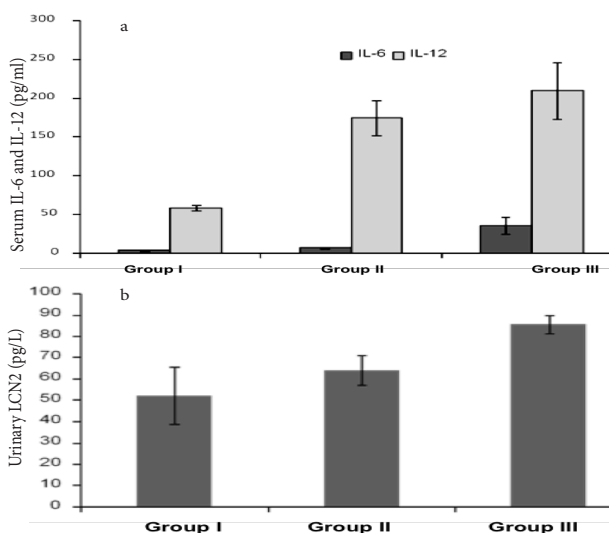 a
IL-6 IL-12
Serum IL-6 and IL-12 (pg/ml)
300
250
200
150
100
50
0
Group I Group II Group III
b
Urinary LCN2 (pg/L)
100
90
80
70
60
50
40
30
20
10
0
Group I Group II Group III